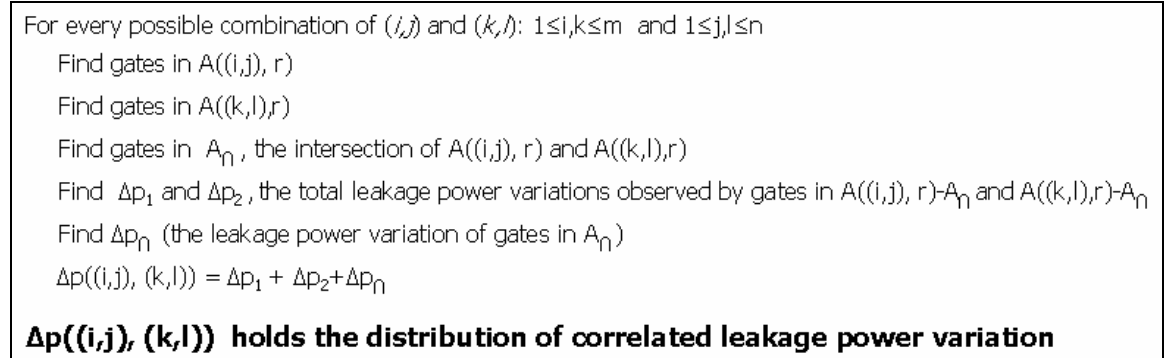 For every possible combination of (i,j) and (k,l): 1≤i,k≤m and 1≤j,l≤n
Find gates in A((i,j), r)
Find gates in A((k,l),r)
Find gates in A∩ , the intersection of A((i,j), r) and A((k,l),r)
Find Δp1 and Δp2 , the total leakage power variations observed by gates in A((i,j), r)-A∩ and A((k,l),r)-A∩
Find Δp∩ (the leakage power variation of gates in A∩)
Δp((i,j), (k,l)) = Δp1 + Δp2+Δp∩
Δp((i,j), (k,l)) holds the distribution of correlated leakage power variation